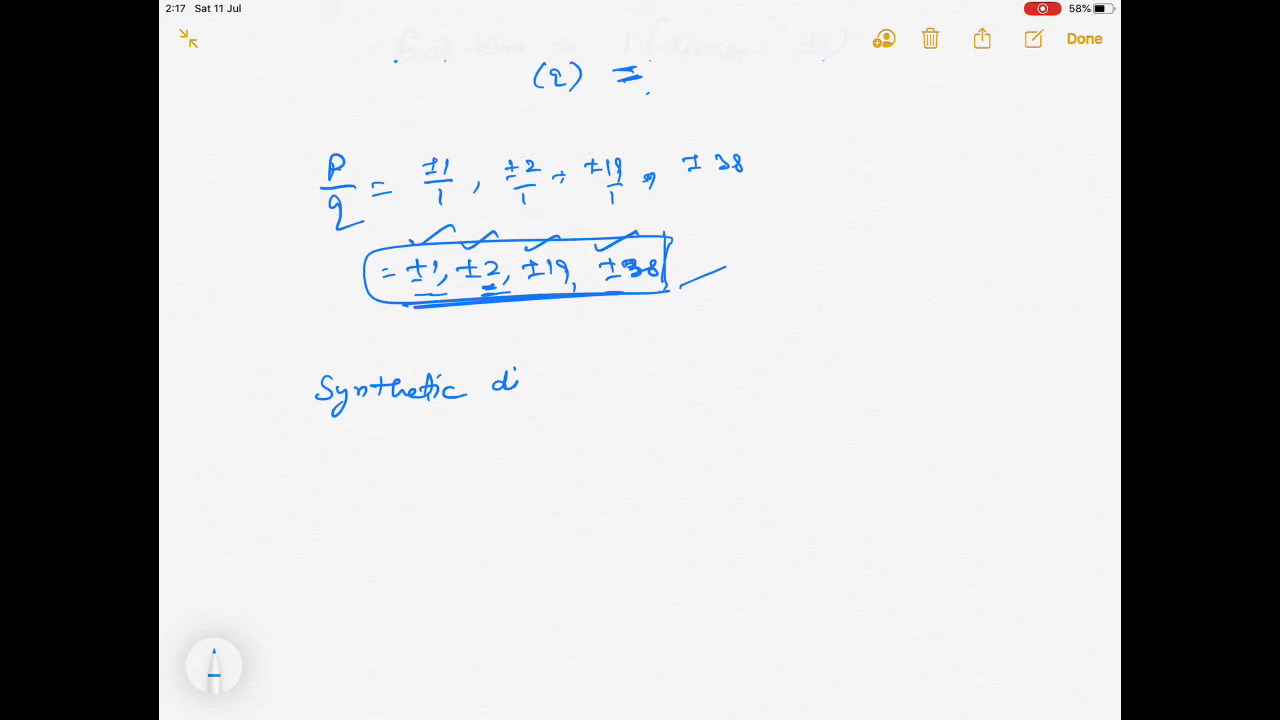 2:17 Sat 11 Jul 58%
Done
(q) =
P/q = ±1/1, ±2/1, ±19/1, ±38
= ±1, ±2, ±19, ±38
Synthetic di